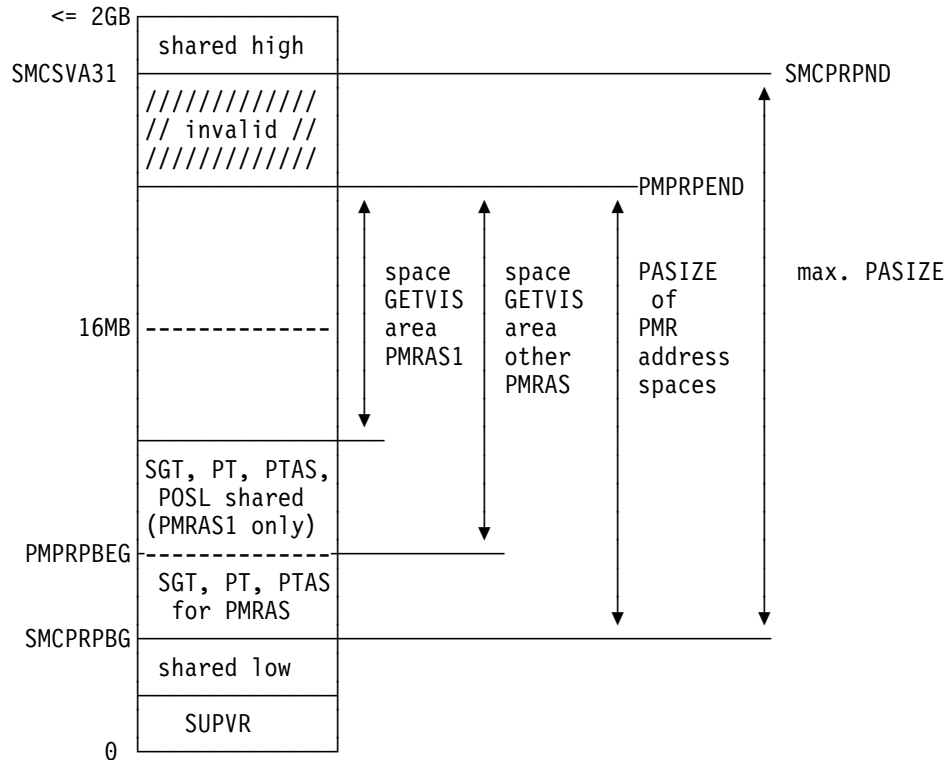 <= 2GB
shared high
SMCSVA31
SMCPRPND
/////////////
// invalid //
/////////////
PMPRPEND
space
GETVIS
area
PMRAS1
space
GETVIS
area
other
PMRAS
PASIZE
of
PMR
address
spaces
max. PASIZE
16MB
SGT, PT, PTAS,
POSL shared
(PMRAS1 only)
PMPRPBEG
SGT, PT, PTAS
for PMRAS
SMCPRPBG
shared low
SUPVR
0